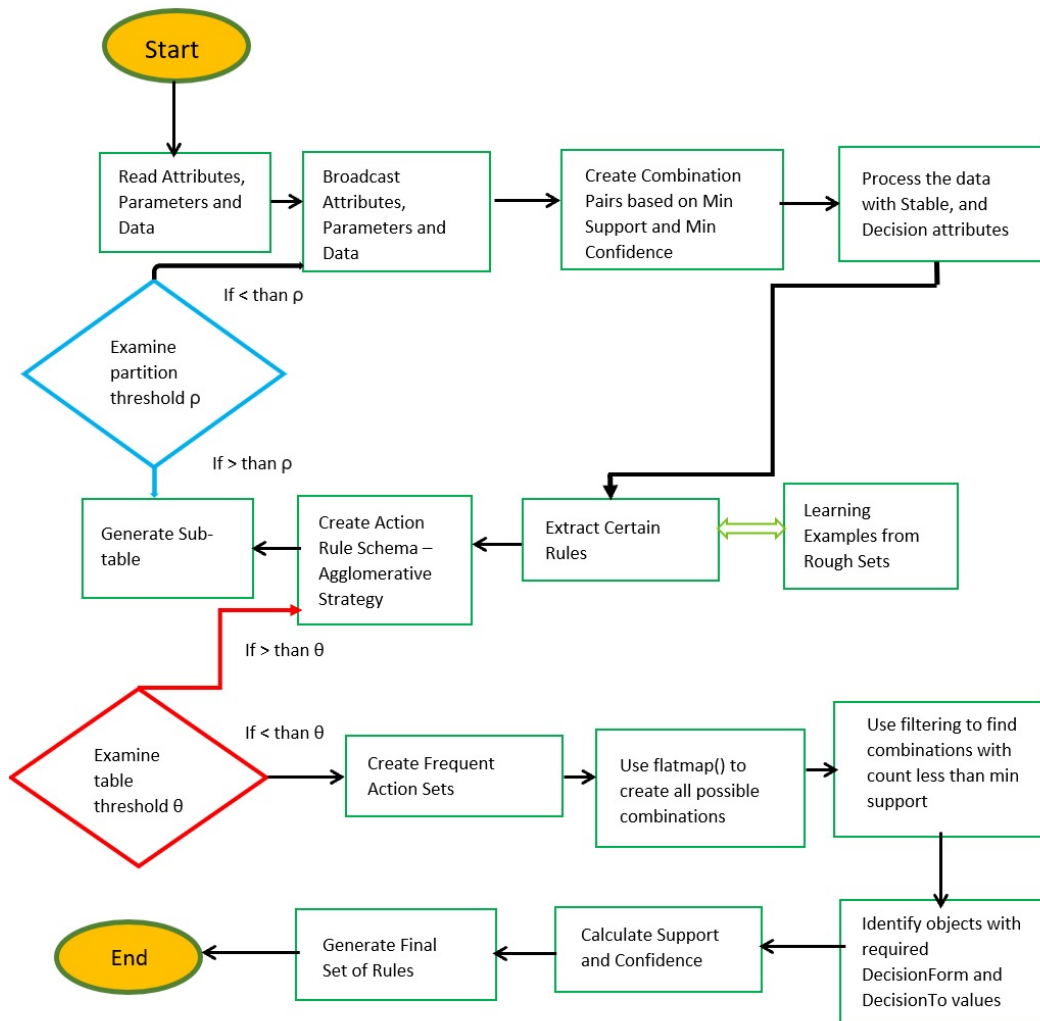 Start
Read Attributes,
Parameters and
Data
Broadcast
Attributes,
Parameters and
Data
Create Combination
Pairs based on Min
Support and Min
Confidence
Process the data
with Stable, and
Decision attributes
If < than ρ
Examine
partition
threshold ρ
If > than ρ
Generate Sub-
table
Create Action
Rule Schema –
Agglomerative
Strategy
Extract Certain
Rules
Learning
Examples from
Rough Sets
If > than θ
If < than θ
Examine
table
threshold θ
Create Frequent
Action Sets
Use flatmap() to
create all possible
combinations
Use filtering to find
combinations with
count less than min
support
End
Generate Final
Set of Rules
Calculate Support
and Confidence
Identify objects with
required
DecisionForm and
DecisionTo values